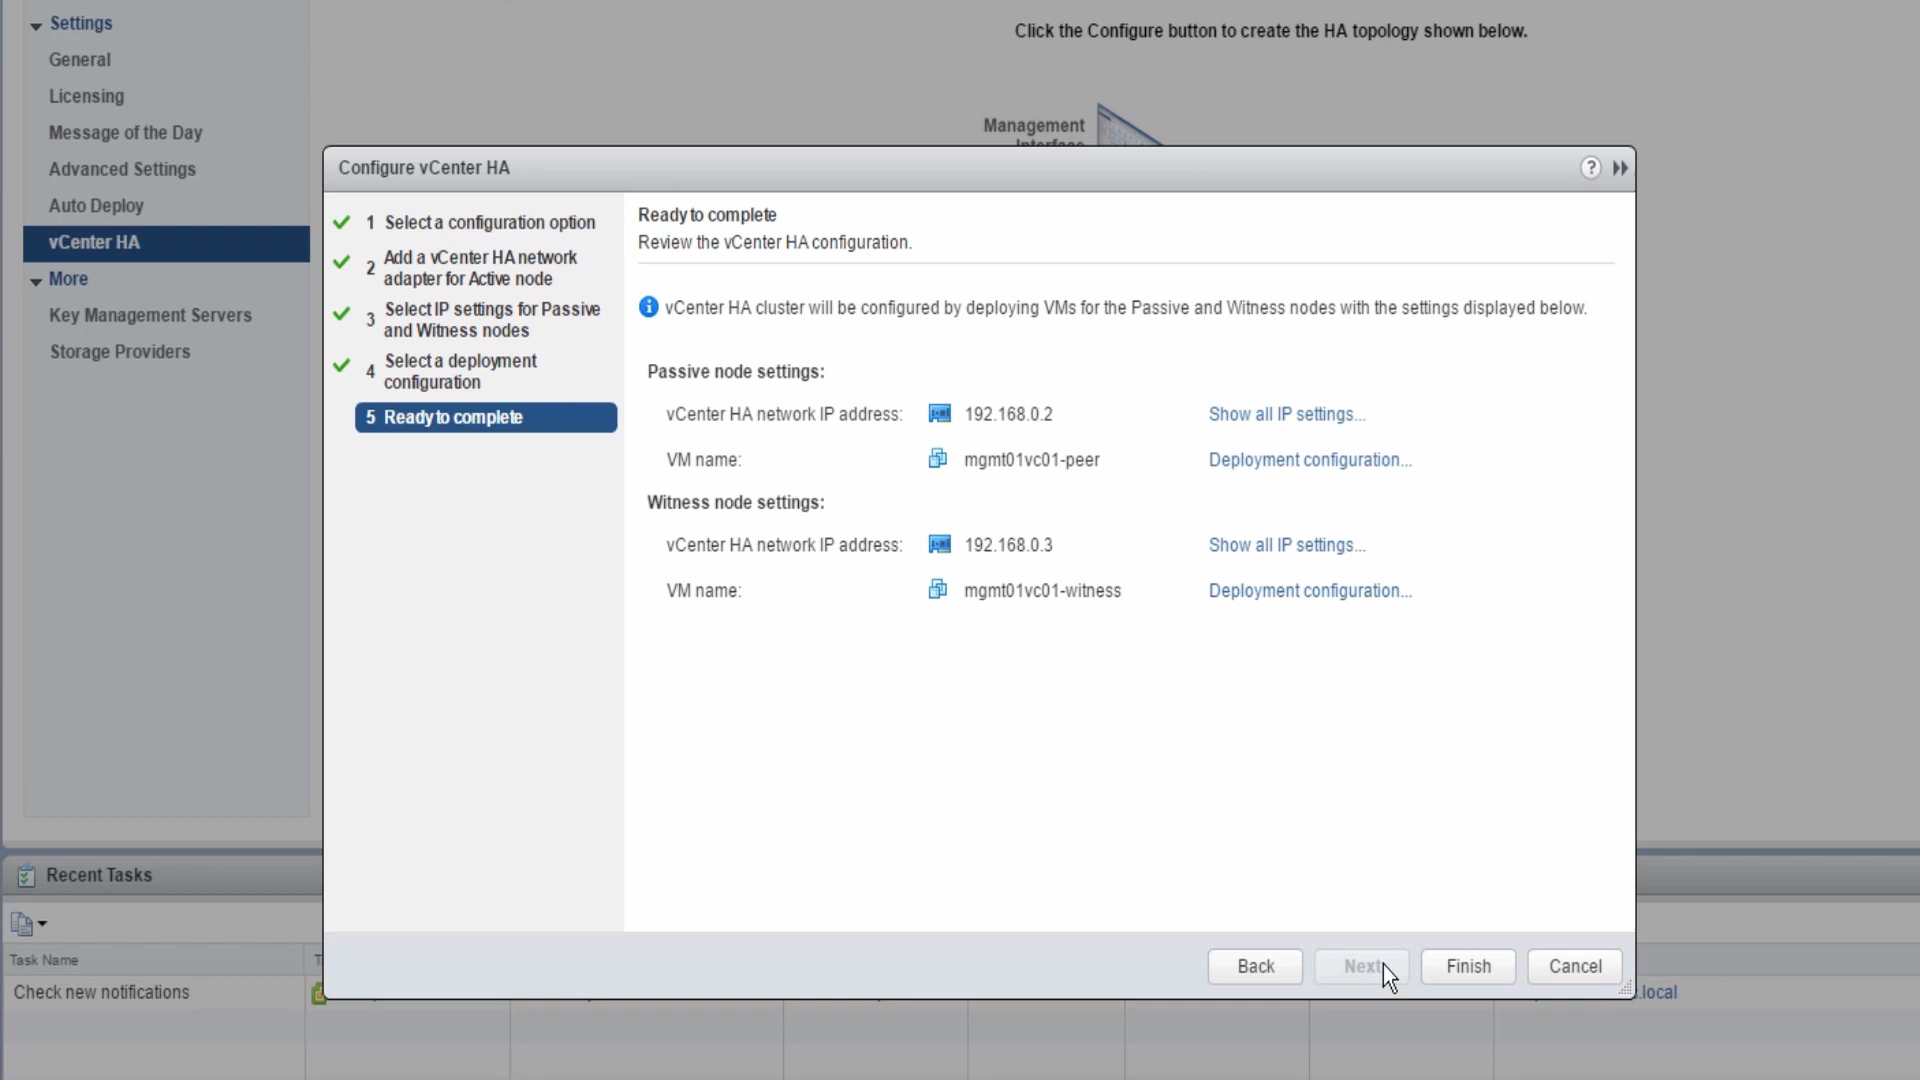 Settings
General
Licensing
Message of the Day
Advanced Settings
Auto Deploy
vCenter HA
More
Key Management Servers
Storage Providers
Click the Configure button to create the HA topology shown below.
Management
Interface
Configure vCenter HA
?
1 Select a configuration option
2 Add a vCenter HA network
adapter for Active node
3 Select IP settings for Passive
and Witness nodes
4 Select a deployment
configuration
5 Ready to complete
Ready to complete
Review the vCenter HA configuration.
vCenter HA cluster will be configured by deploying VMs for the Passive and Witness nodes with the settings displayed below.
Passive node settings:
vCenter HA network IP address: 192.168.0.2 Show all IP settings...
VM name: mgmt01vc01-peer Deployment configuration...
Witness node settings:
vCenter HA network IP address: 192.168.0.3 Show all IP settings...
VM name: mgmt01vc01-witness Deployment configuration...
Back Next Finish Cancel
Recent Tasks
Task Name
Check new notifications
.local